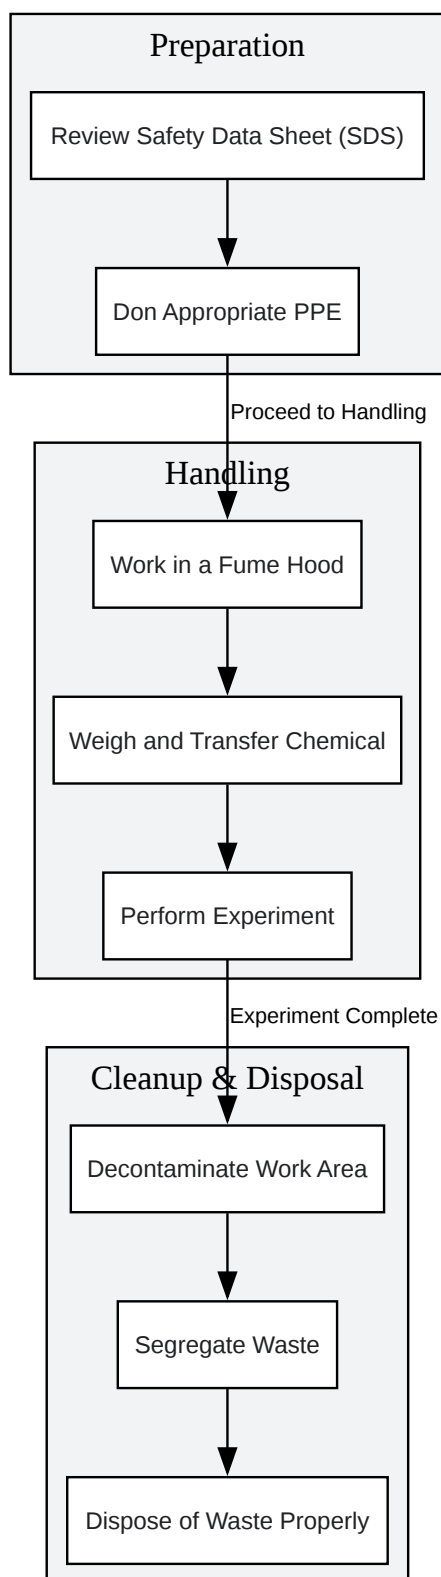 Preparation
Review Safety Data Sheet (SDS)
Don Appropriate PPE
Proceed to Handling
Handling
Work in a Fume Hood
Weigh and Transfer Chemical
Perform Experiment
Experiment Complete
Cleanup & Disposal
Decontaminate Work Area
Segregate Waste
Dispose of Waste Properly